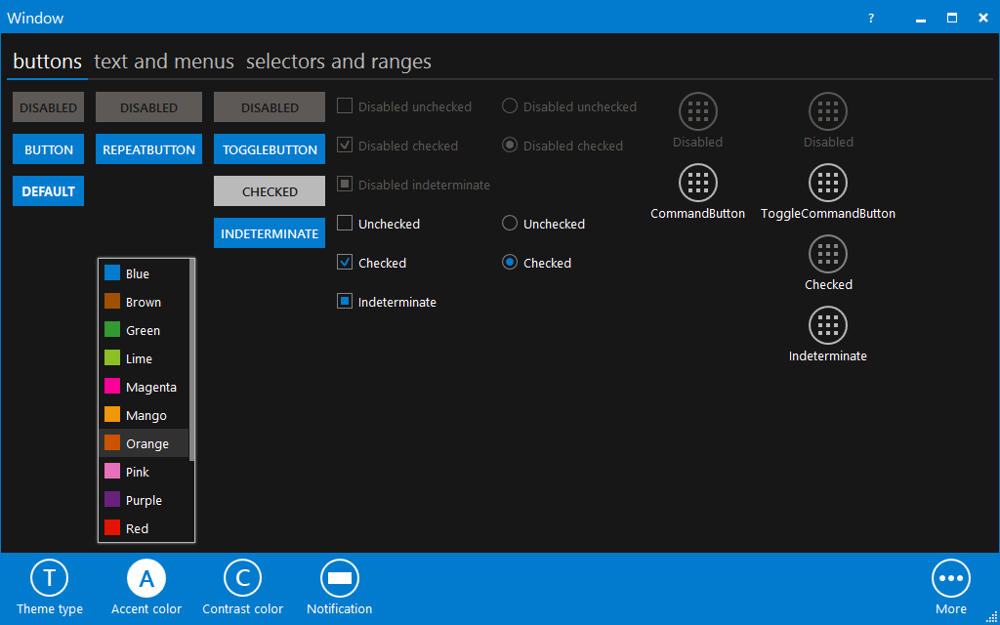 Window
?
buttons text and menus selectors and ranges
DISABLED DISABLED DISABLED Disabled unchecked Disabled unchecked
BUTTON REPEATBUTTON TOGGLEBUTTON Disabled checked Disabled checked Disabled Disabled
DEFAULT CHECKED Disabled indeterminate
CommandButton ToggleCommandButton
INDETERMINATE Unchecked Unchecked
Checked Checked
Checked
Indeterminate
Indeterminate
Blue
Brown
Green
Lime
Magenta
Mango
Orange
Pink
Purple
Red
T A C
Theme type Accent color Contrast color Notification More